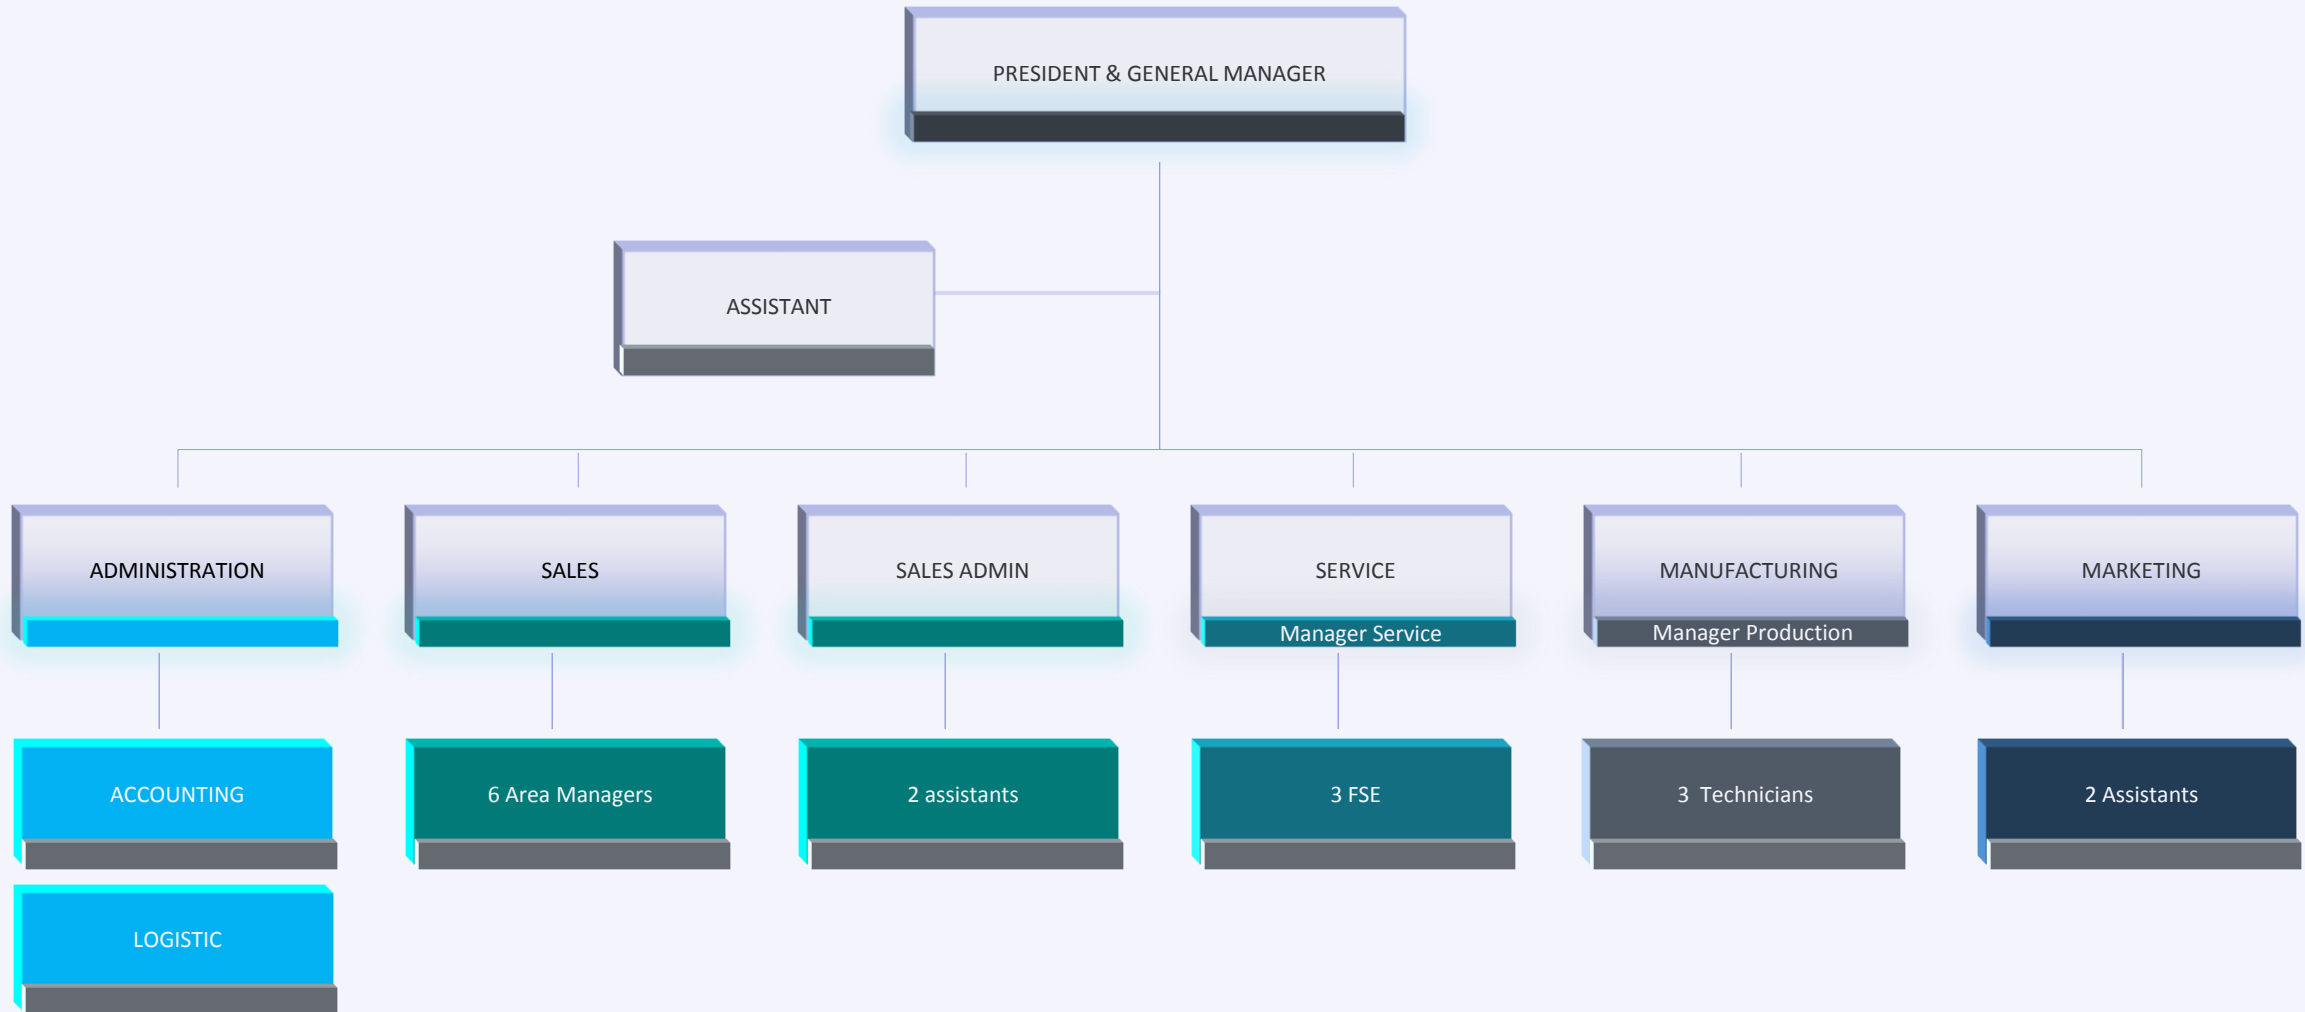 PRESIDENT & GENERAL MANAGER
ASSISTANT
ADMINISTRATION
SALES
SALES ADMIN
SERVICE
Manager Service
MANUFACTURING
Manager Production
MARKETING
ACCOUNTING
6 Area Managers
2 assistants
3 FSE
3 Technicians
2 Assistants
LOGISTIC